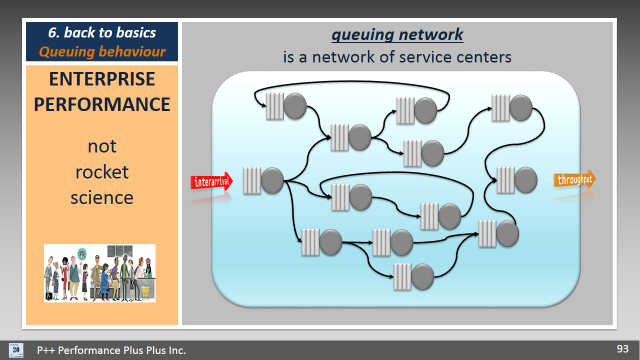 6. back to basics
Queuing behaviour
ENTERPRISE
PERFORMANCE
not
rocket
science
queuing network
is a network of service centers
interarrival
throughput
20
P++ Performance Plus Plus Inc.
93